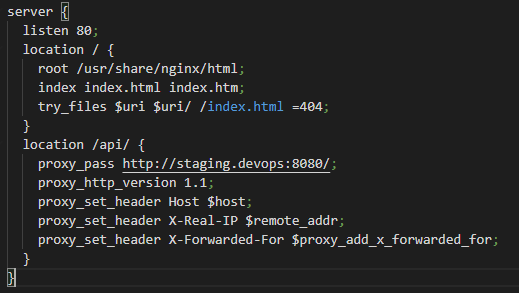 server {
listen 80;
location / {
root /usr/share/nginx/html;
index index.html index.htm;
try_files $uri $uri/ /index.html =404;
}
location /api/ {
proxy_pass http://staging.devops:8080/;
proxy_http_version 1.1;
proxy_set_header Host $host;
proxy_set_header X-Real-IP $remote_addr;
proxy_set_header X-Forwarded-For $proxy_add_x_forwarded_for;
}
}